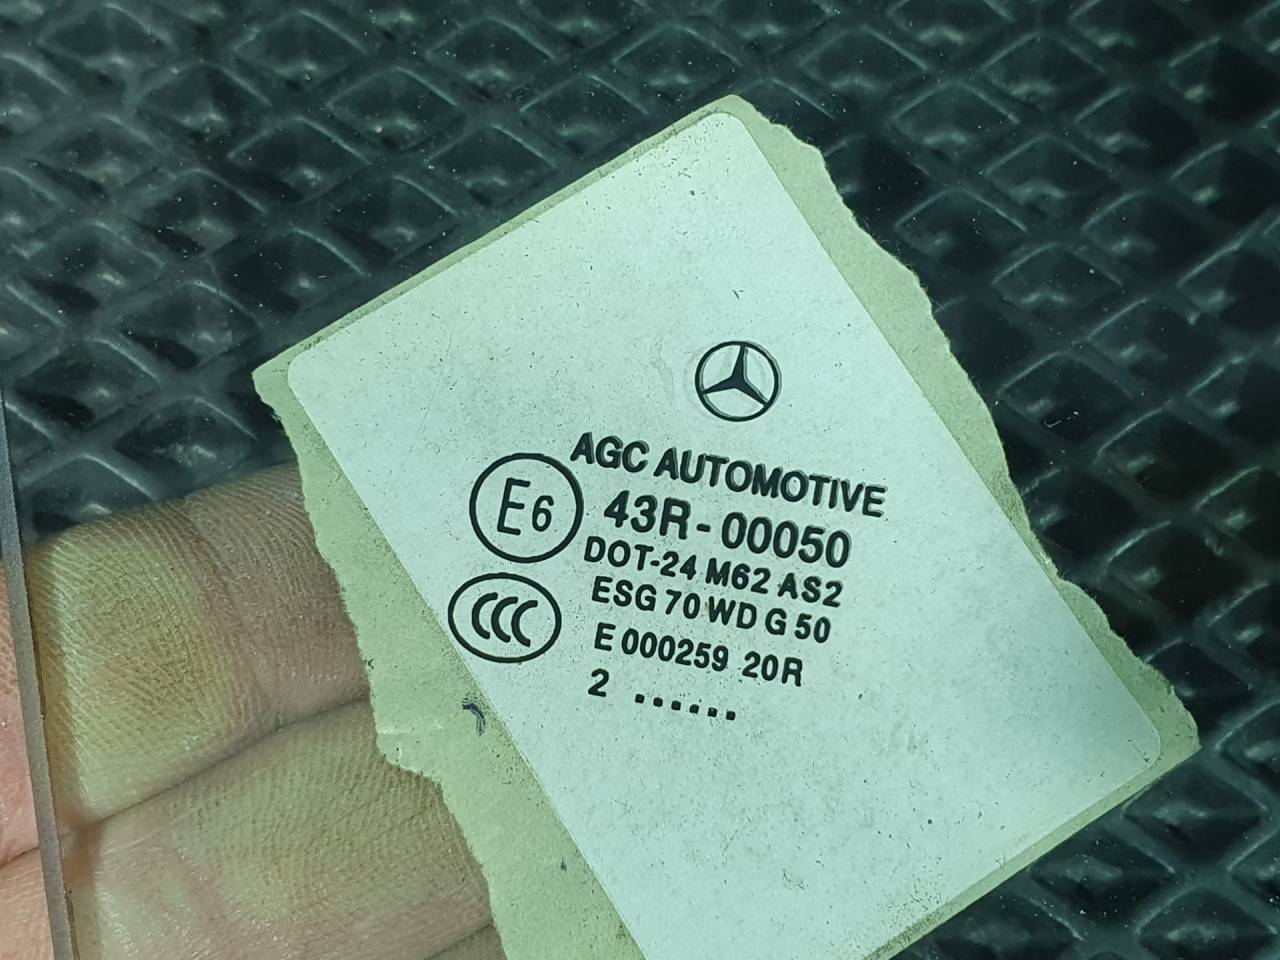 AGC AUTOMOTIVE
E6 43R-00050
DOT-24 M62 AS2
CCC ESG 70 WD G 50
E 000259 20R
2 ......